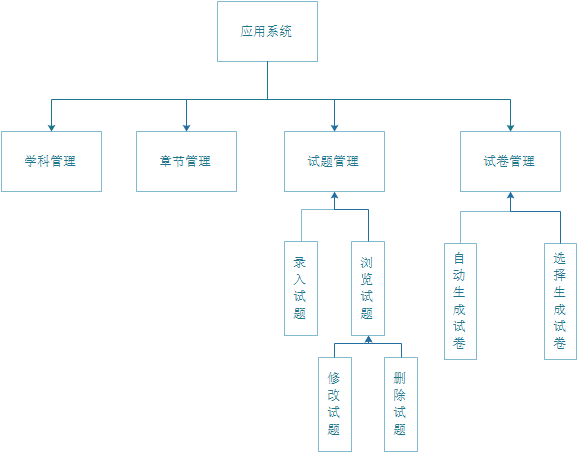 应用系统
学科管理
章节管理
试题管理
试卷管理
录入试题
浏览试题
自动生成试卷
选择生成试卷
修改试题
删除试题